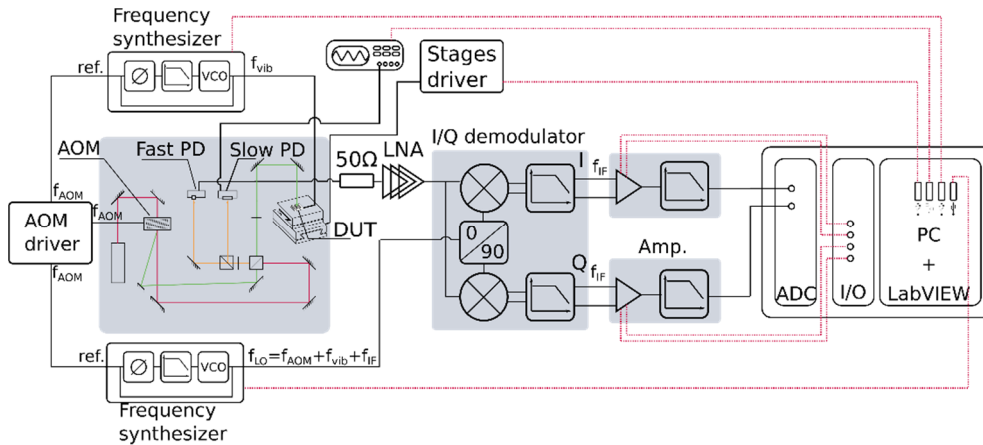 Frequency
synthesizer
ref.
VCO
f_vib
Stages
driver
AOM
Fast PD
Slow PD
50Ω
LNA
I/Q demodulator
I
f_IF
f_AOM
f_AOM
AOM
driver
f_AOM
DUT
0
90
PC
+
Q
f_IF
Amp.
ADC
I/O
LabVIEW
ref.
VCO
f_LO=f_AOM+f_vib+f_IF
Frequency
synthesizer